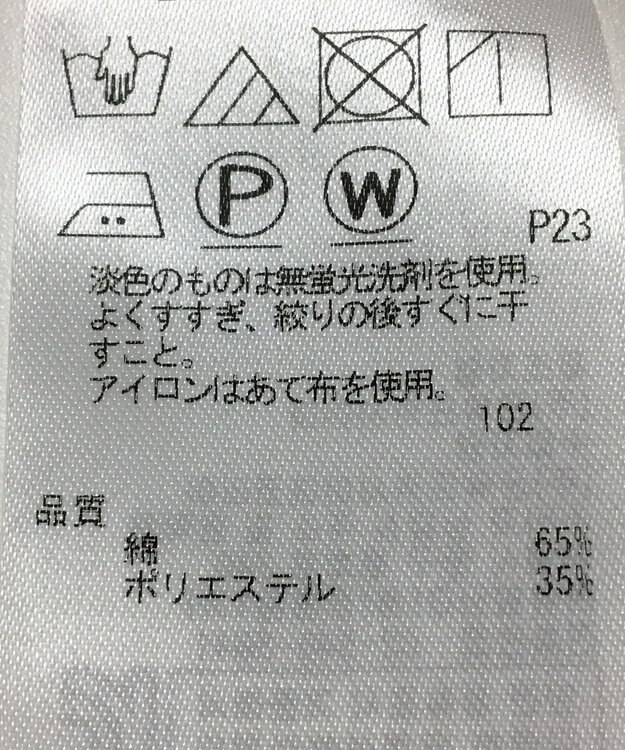 P W
P23
淡色のものは無蛍光洗剤を使用。
よくすすぎ、絞りの後すぐに干
すこと。
アイロンはあて布を使用。
102
品質
綿 65%
ポリエステル 35%